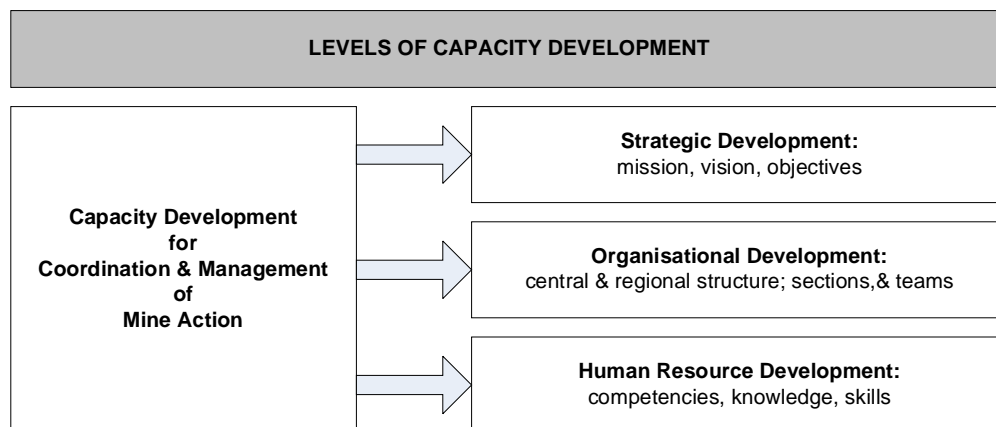 LEVELS OF CAPACITY DEVELOPMENT
Capacity Development
for
Coordination & Management
of
Mine Action
Strategic Development:
mission, vision, objectives
Organisational Development:
central & regional structure; sections,& teams
Human Resource Development:
competencies, knowledge, skills